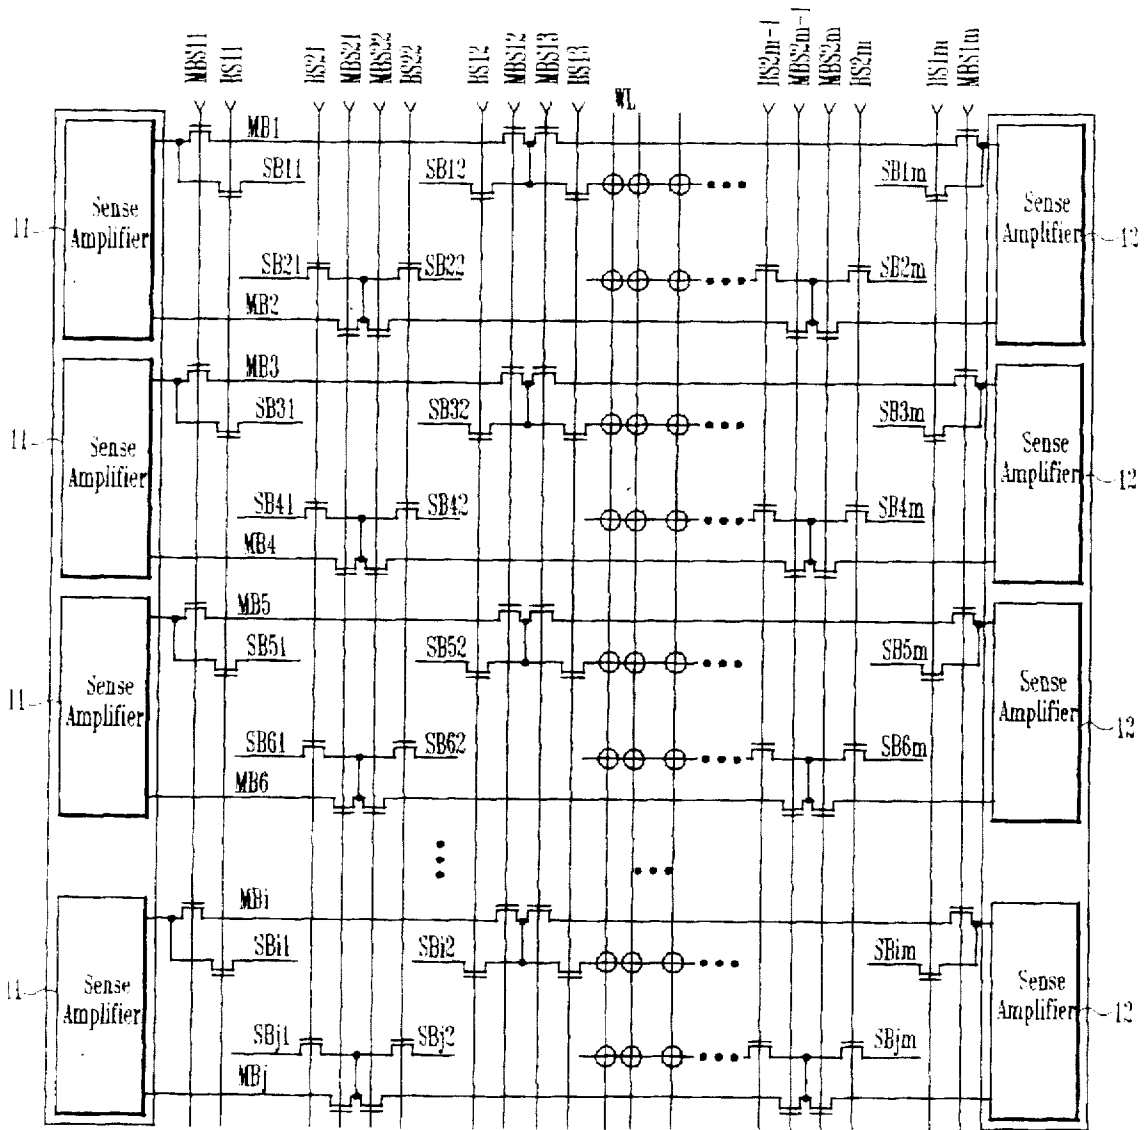 MBS11 BS11 BS21 MBS21 MBS22 BS22 BS12 MBS12 MBS13 BS13 BS2m-1 MBS2m-1 MBS2m BS2m BS1m MBS1m
WL
MB1
SB11 SB12 SB1m
11 Sense Amplifier
Sense Amplifier 12
SB21 SB22 SB2m
MB2
MB3
SB31 SB32 SB3m
11 Sense Amplifier
Sense Amplifier 12
SB41 SB42 SB4m
MB4
MB5
SB51 SB52 SB5m
11 Sense Amplifier
Sense Amplifier 12
SB61 SB62 SB6m
MB6
MBi
SBi1 SBi2 SBim
11 Sense Amplifier
Sense Amplifier 12
SBj1 SBj2 SBjm
MBj